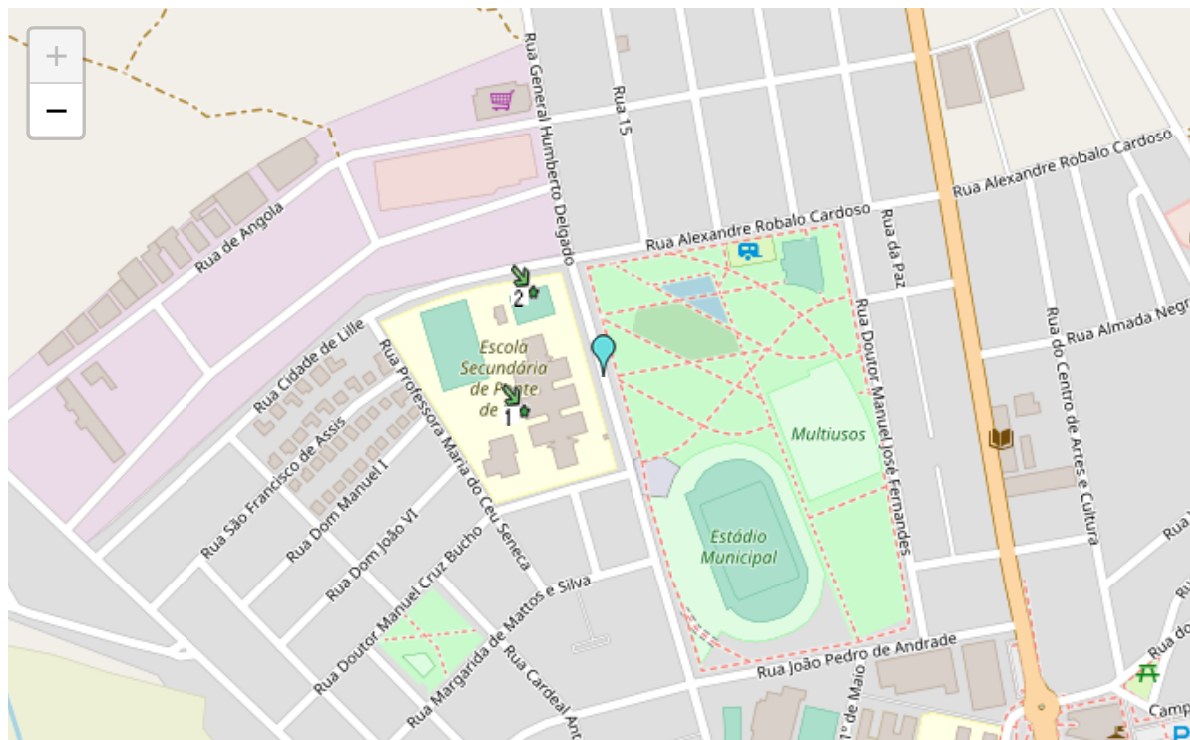 +
−
Rua General Humberto Delgado
Rua 15
Rua Alexandre Robalo Cardoso
Rua Alexandre Robalo Cardoso
Rua de Angola
Rua da Paz
2
Rua Cidade de Lille
Escola
Secundária
de
de
1
Rua Professora Maria do Ceu Seneca
Rua Doutor Manuel José Fernandes
Rua do Centro de Artes e Cultura
Rua Almada Negr
Multiusos
Rua São Francisco de Assis
Rua Dom Manuel I
Rua Dom João VI
Rua Doutor Manuel Cruz Bucho
Estádio
Municipal
Rua Margarida de Mattos e Silva
Rua Cardeal Ant
Rua João Pedro de Andrade
1º de Maio
Rua
Rua do
Camp
P